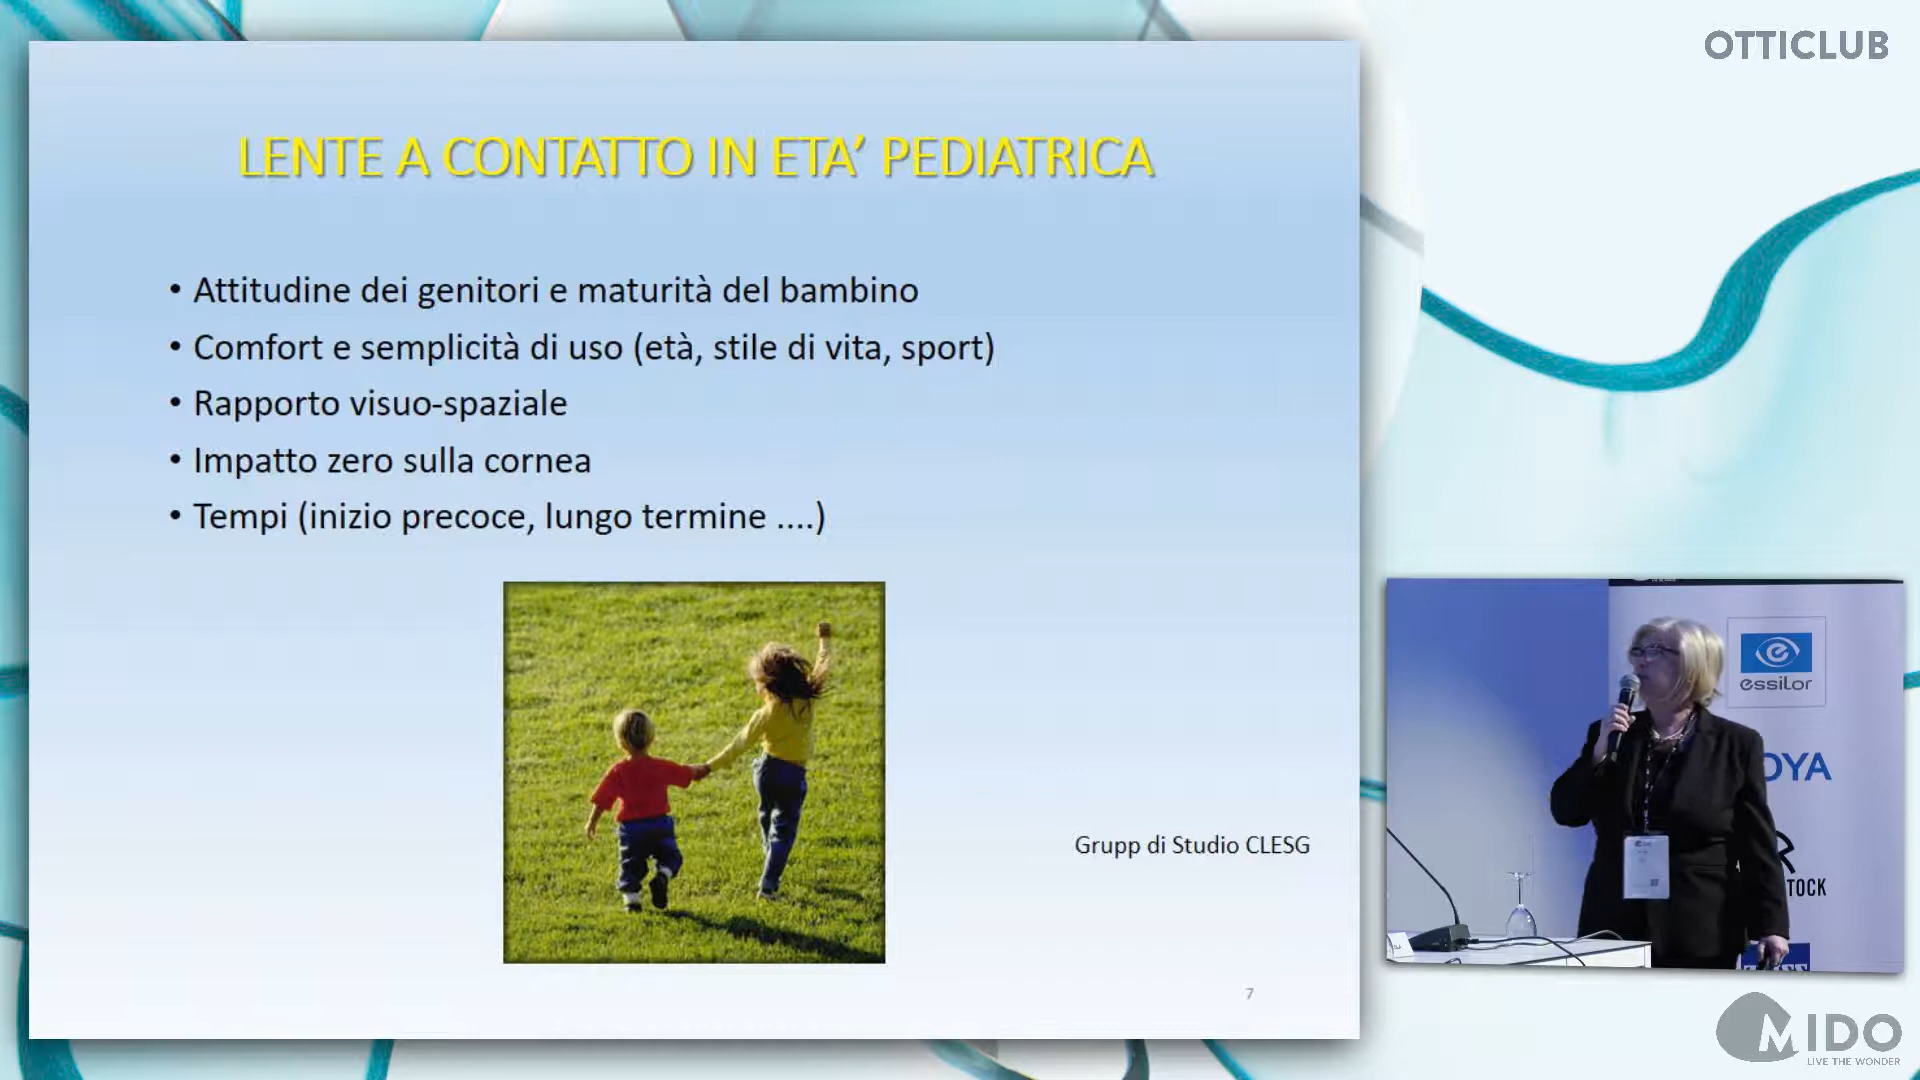 OTTICLUB
LENTE A CONTATTO IN ETA’ PEDIATRICA
• Attitudine dei genitori e maturità del bambino
• Comfort e semplicità di uso (età, stile di vita, sport)
• Rapporto visuo-spaziale
• Impatto zero sulla cornea
• Tempi (inizio precoce, lungo termine ....)
Grupp di Studio CLESG
7
essilor
OYA
TOCK
MIDO
LIVE THE WONDER